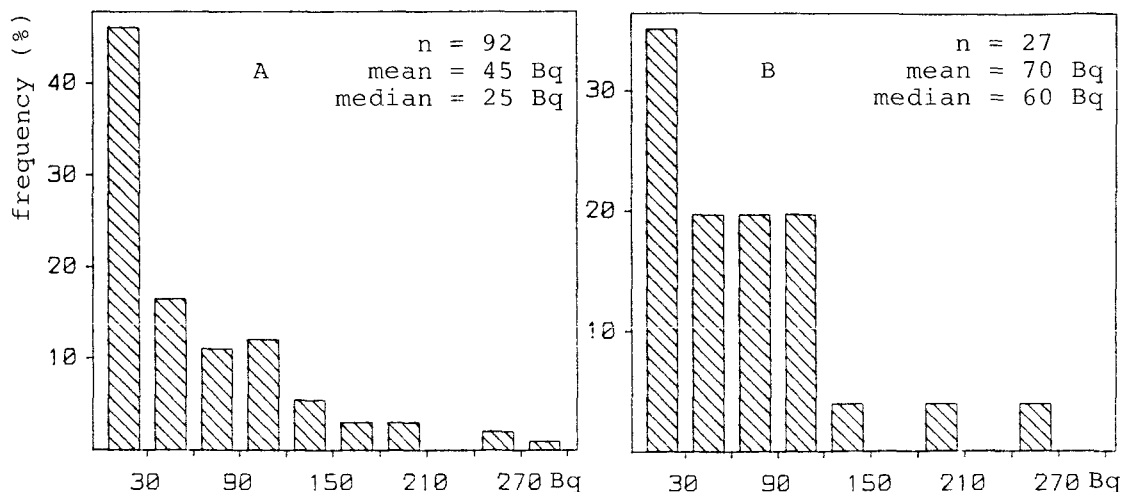 frequency (%)
40
30
20
10
A
n = 92
mean = 45 Bq
median = 25 Bq
30 90 150 210 270 Bq
30
20
10
B
n = 27
mean = 70 Bq
median = 60 Bq
30 90 150 210 270 Bq